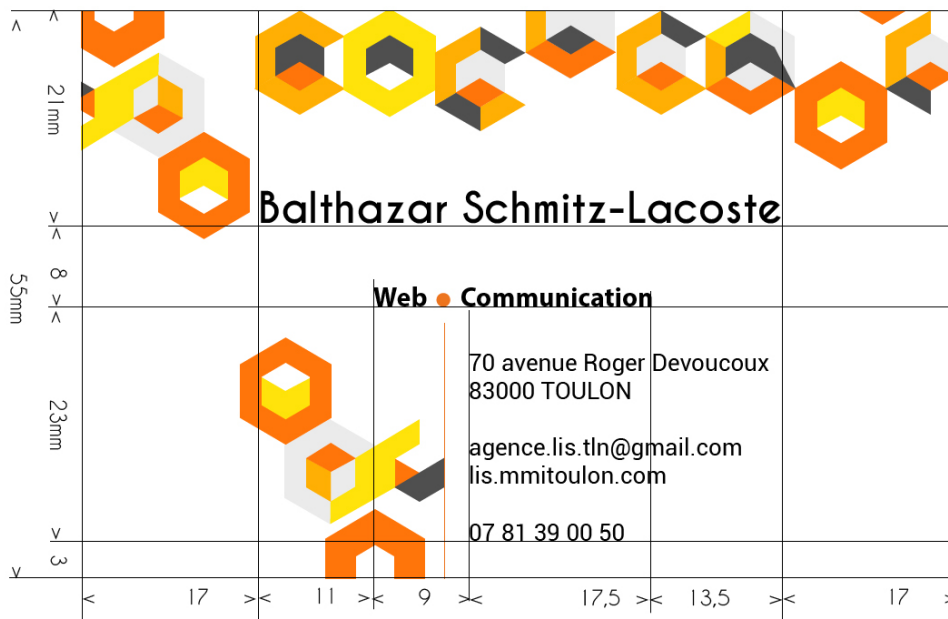 21mm
Balthazar Schmitz-Lacoste
8
55mm
Web • Communication
70 avenue Roger Devoucoux
83000 TOULON
23mm
agence.lis.tln@gmail.com
lis.mmitoulon.com
07 81 39 00 50
3
17 11 9 17,5 13,5 17